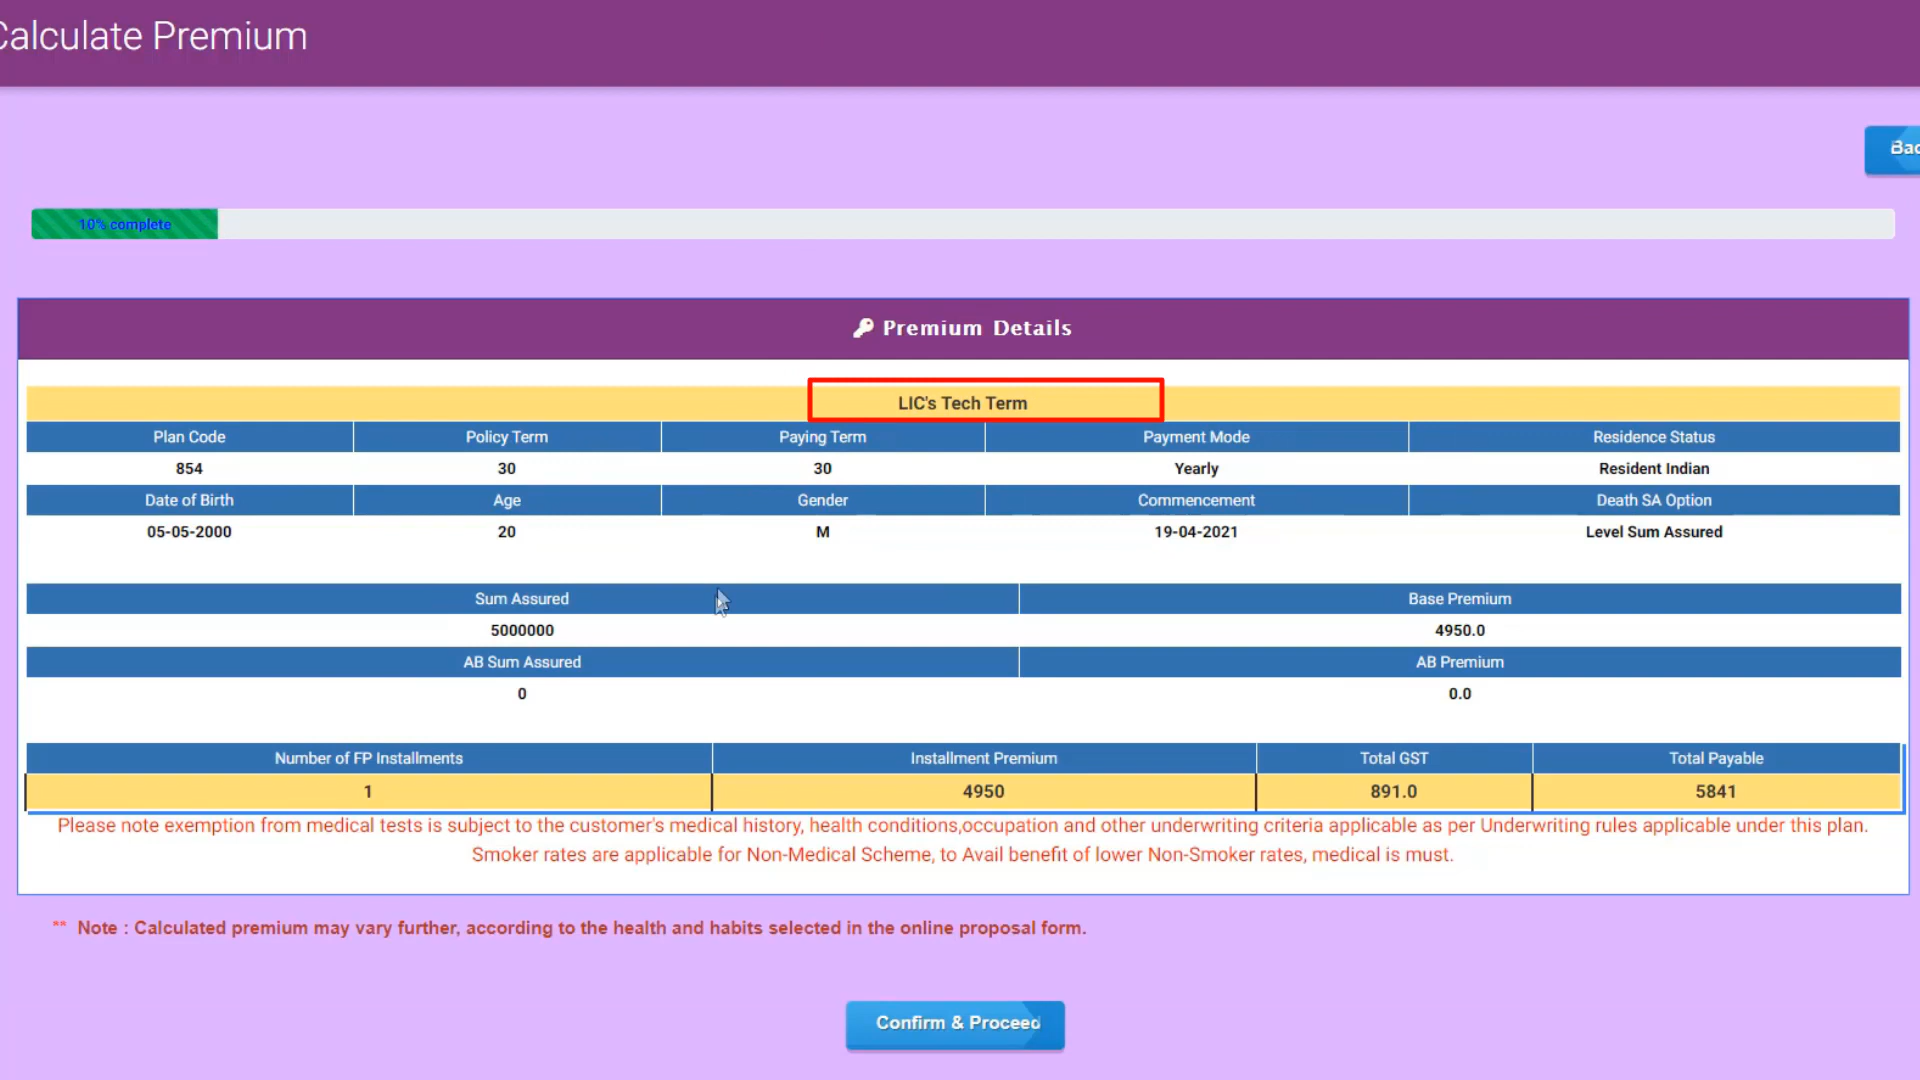 Calculate Premium
10% complete
Premium Details
LIC's Tech Term
Plan Code Policy Term Paying Term Payment Mode Residence Status
854 30 30 Yearly Resident Indian
Date of Birth Age Gender Commencement Death SA Option
05-05-2000 20 M 19-04-2021 Level Sum Assured
Sum Assured Base Premium
5000000 4950.0
AB Sum Assured AB Premium
0 0.0
Number of FP Installments Installment Premium Total GST Total Payable
1 4950 891.0 5841
Please note exemption from medical tests is subject to the customer's medical history, health conditions,occupation and other underwriting criteria applicable as per Underwriting rules applicable under this plan.
Smoker rates are applicable for Non-Medical Scheme, to Avail benefit of lower Non-Smoker rates, medical is must.
** Note : Calculated premium may vary further, according to the health and habits selected in the online proposal form.
Confirm & Proceed